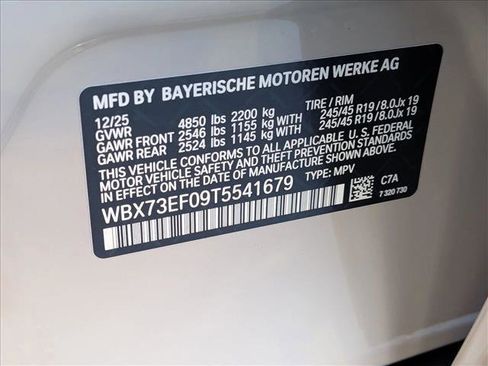 MFD BY BAYERISCHE MOTOREN WERKE AG
12/25 TIRE / RIM
GVWR 4850 lbs 2200 kg
GAWR FRONT 2546 lbs 1155 kg WITH 245/45 R19 / 8.0Jx 19
GAWR REAR 2524 lbs 1145 kg WITH 245/45 R19 / 8.0Jx 19
THIS VEHICLE CONFORMS TO ALL APPLICABLE U. S. FEDERAL
MOTOR VEHICLE SAFETY, BUMPER, AND THEFT PREVENTION STANDARDS
IN EFFECT ON THE DATE OF MANUFACTURE SHOWN ABOVE.
WBX73EF09T5541679 TYPE: MPV
C7A
7 320 730